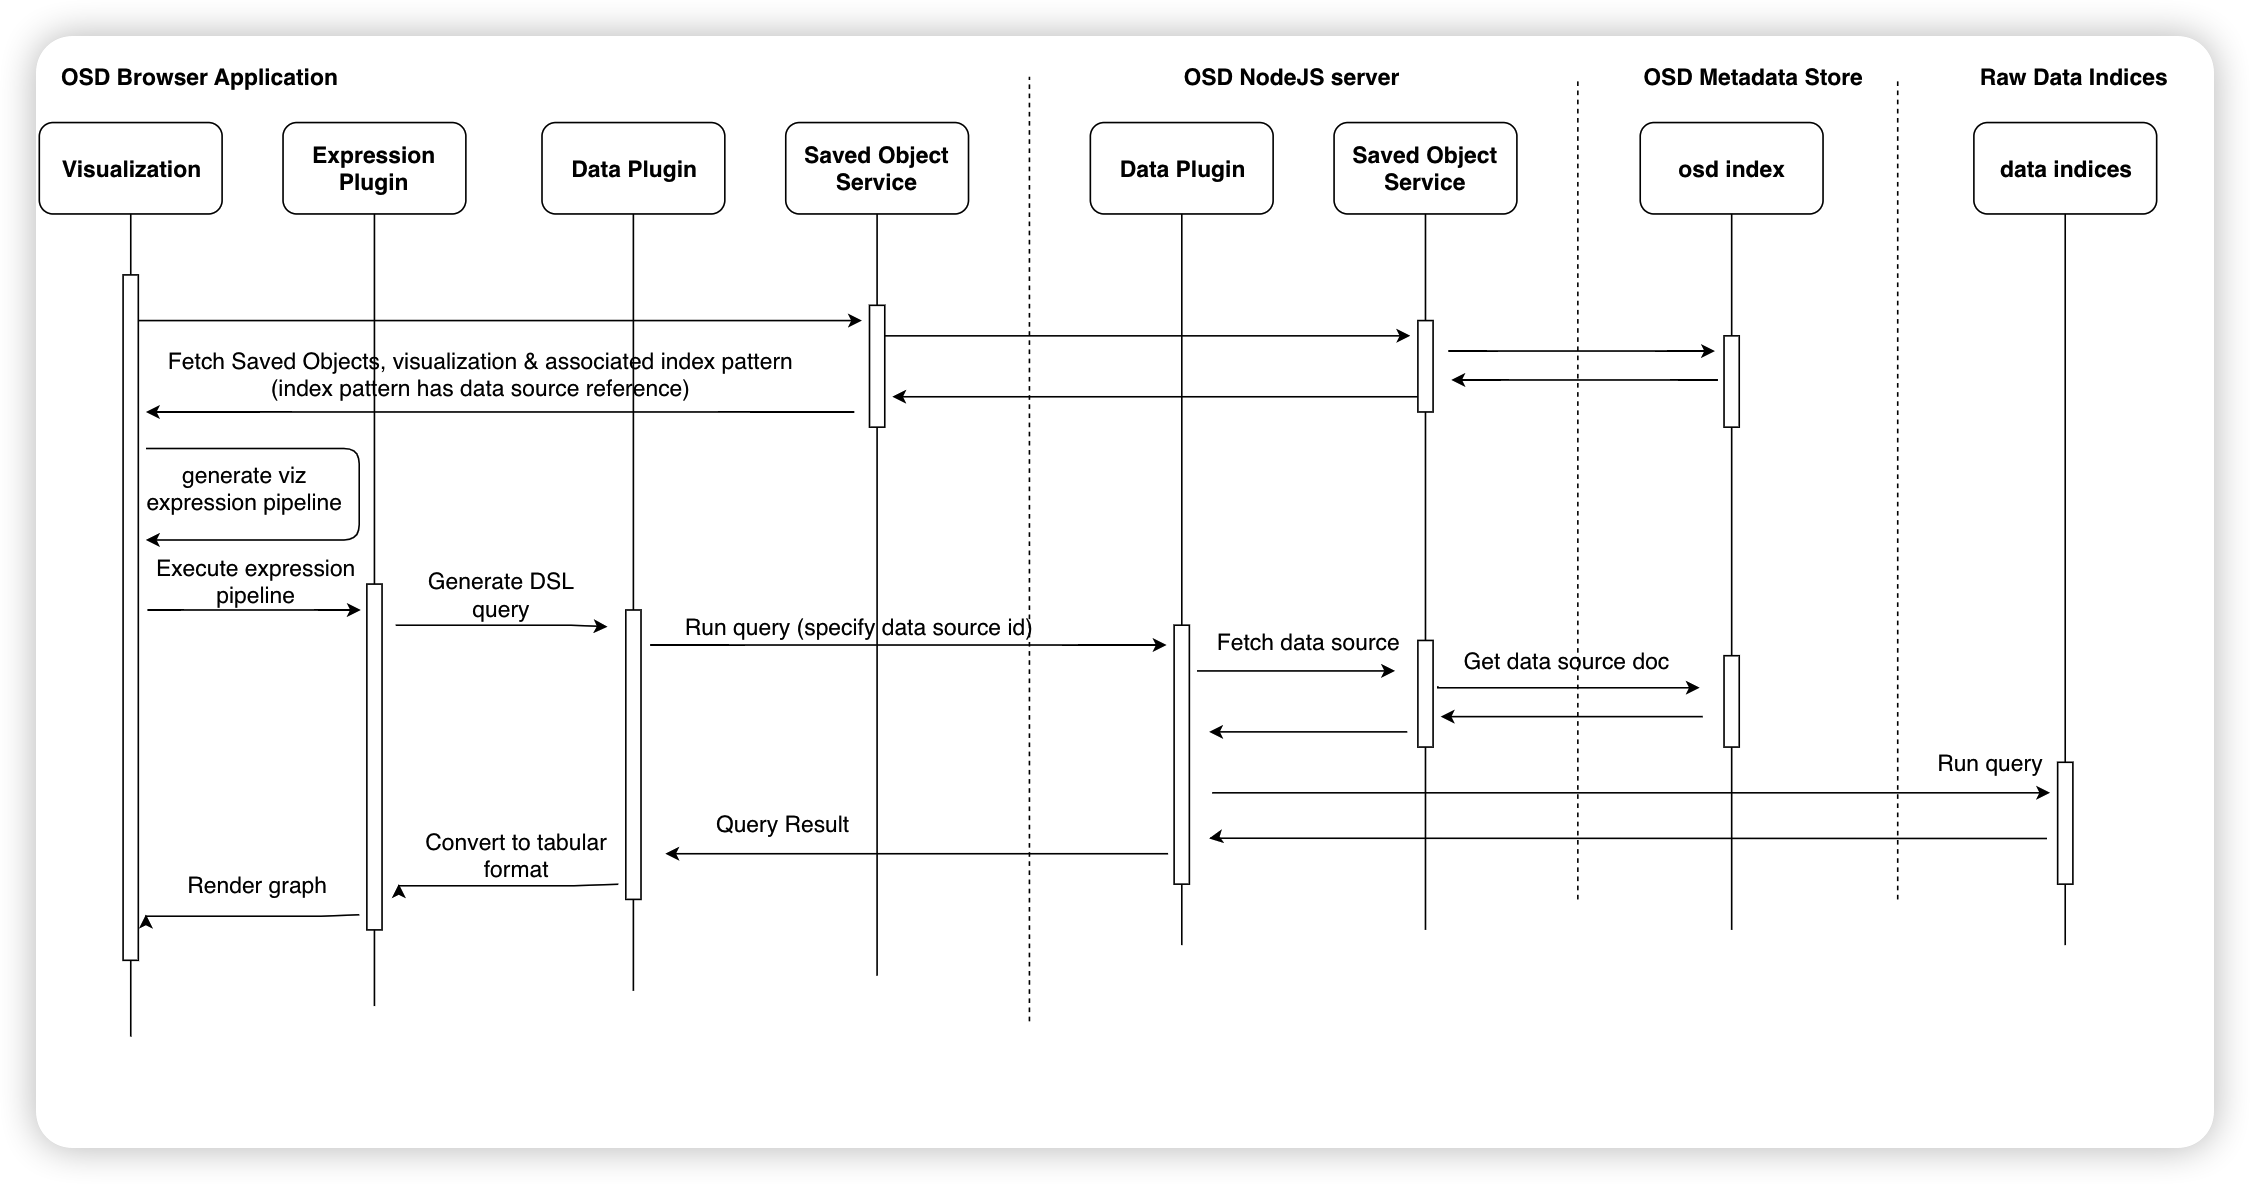 OSD Browser Application
OSD NodeJS server
OSD Metadata Store
Raw Data Indices
Visualization
Expression
Plugin
Data Plugin
Saved Object
Service
Data Plugin
Saved Object
Service
osd index
data indices
Fetch Saved Objects, visualization & associated index pattern
(index pattern has data source reference)
generate viz
expression pipeline
Execute expression
pipeline
Generate DSL
query
Run query (specify data source id)
Fetch data source
Get data source doc
Run query
Query Result
Convert to tabular
format
Render graph